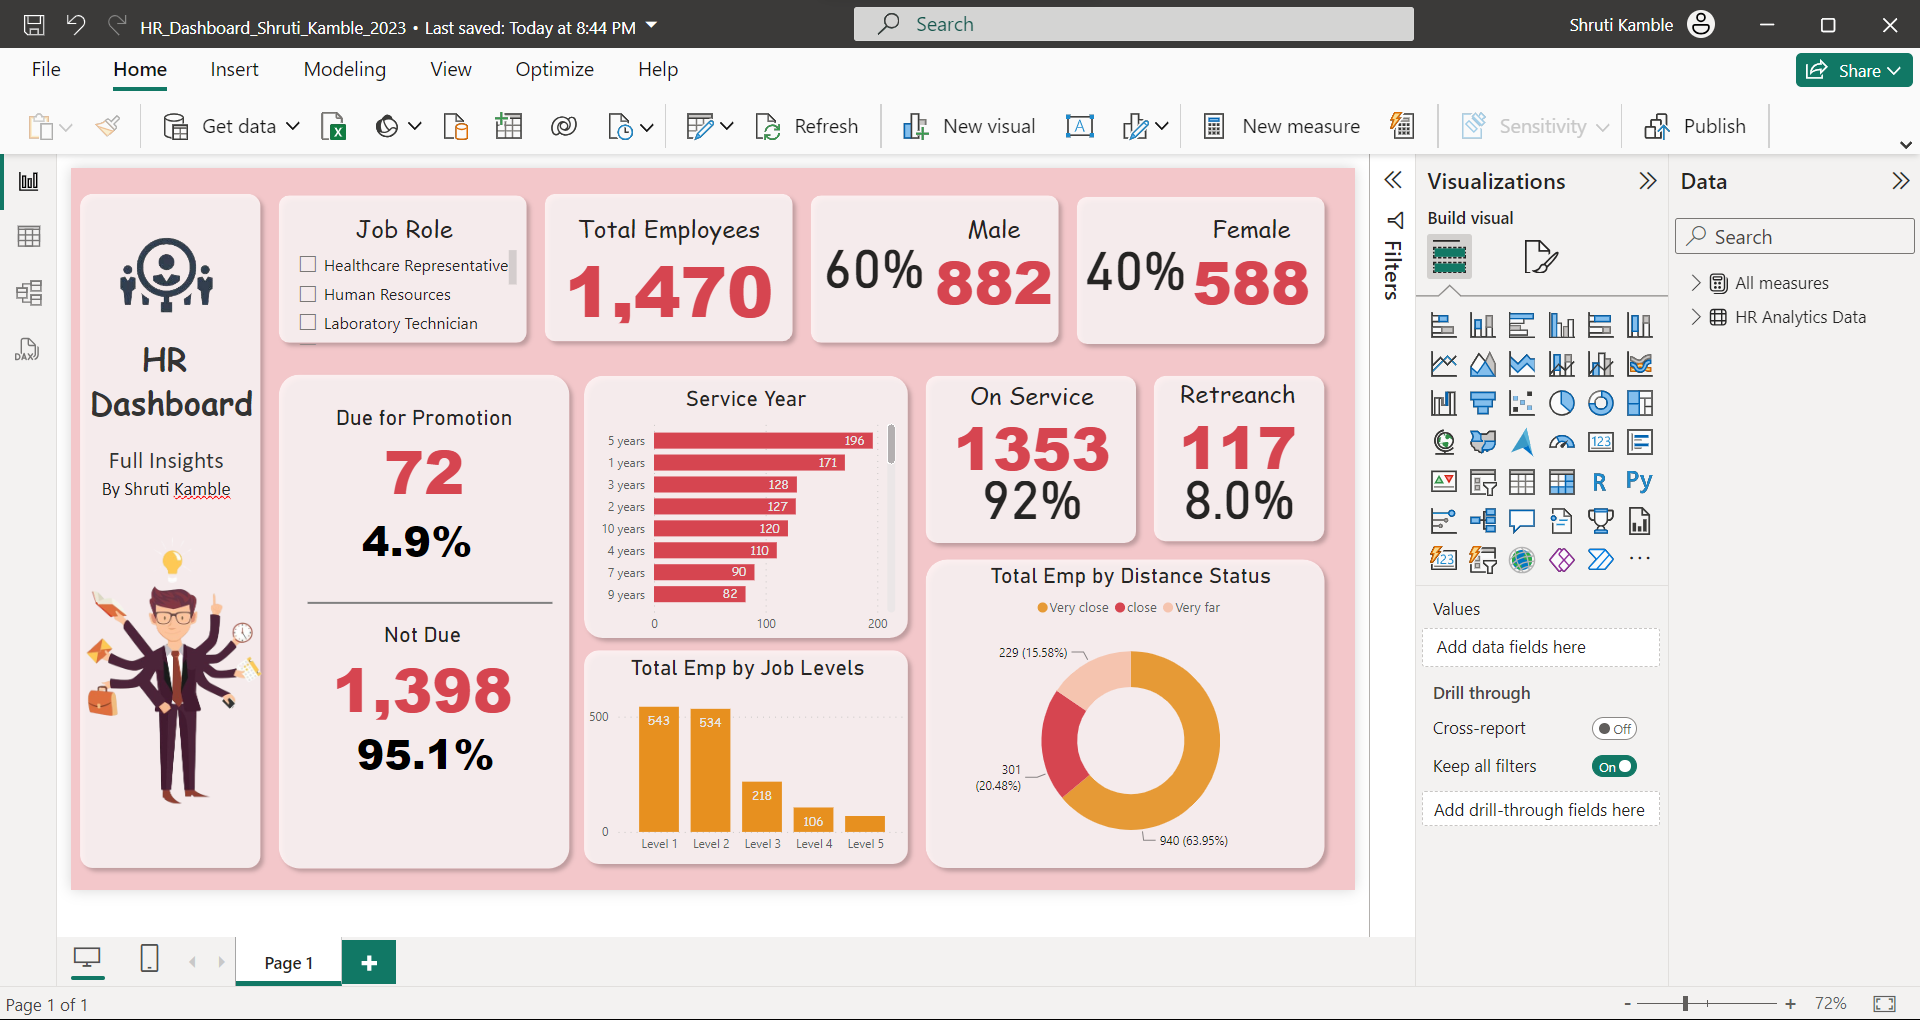 HR_Dashboard_Shruti_Kamble_2023 • Last saved: Today at 8:44 PM
Search
Shruti Kamble
File
Home
Insert
Modeling
View
Optimize
Help
Share
Get data
Refresh
New visual
New measure
Sensitivity
Publish
HR
Dashboard
Full Insights
By Shruti Kamble
Job Role
Healthcare Representative
Human Resources
Laboratory Technician
Total Employees
1,470
Male
60% 882
Female
40% 588
Due for Promotion
72
4.9%
Not Due
1,398
95.1%
Service Year
5 years 196
1 years 171
3 years 128
2 years 127
10 years 120
4 years 110
7 years 90
9 years 82
0 100 200
On Service
1353
92%
Retreanch
117
8.0%
Total Emp by Job Levels
500
543 534 218 106
0
Level 1 Level 2 Level 3 Level 4 Level 5
Total Emp by Distance Status
Very close close Very far
229 (15.58%)
301
(20.48%)
940 (63.95%)
Filters
Visualizations
Build visual
123
R
Py
123
Values
Add data fields here
Drill through
Cross-report
Off
Keep all filters
On
Add drill-through fields here
Data
Search
All measures
HR Analytics Data
DAX
A
Page 1
+
Page 1 of 1
- + 72%